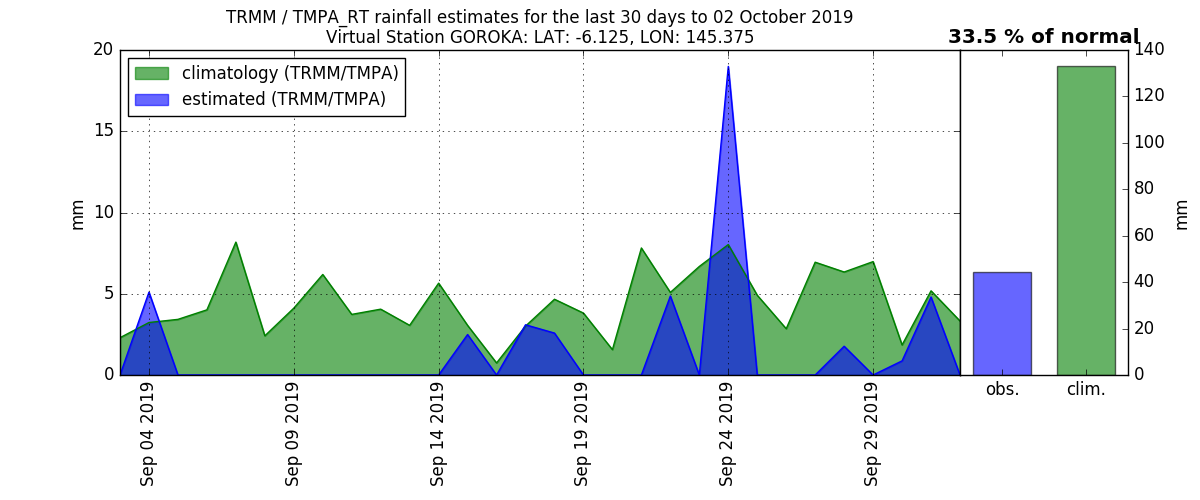 TRMM / TMPA_RT rainfall estimates for the last 30 days to 02 October 2019
Virtual Station GOROKA: LAT: -6.125, LON: 145.375
33.5 % of normal
climatology (TRMM/TMPA)
estimated (TRMM/TMPA)
20
15
10
5
0
mm
Sep 04 2019
Sep 09 2019
Sep 14 2019
Sep 19 2019
Sep 24 2019
Sep 29 2019
obs.
clim.
140
120
100
80
60
40
20
0
mm